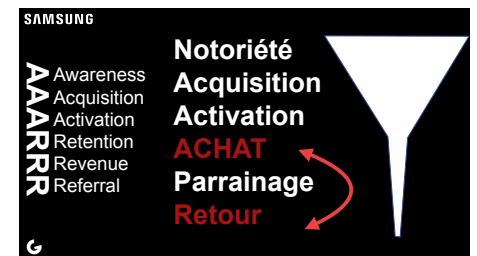 SAMSUNG
AAARRR
Awareness
Acquisition
Activation
Retention
Revenue
Referral
Notoriété
Acquisition
Activation
ACHAT
Parrainage
Retour